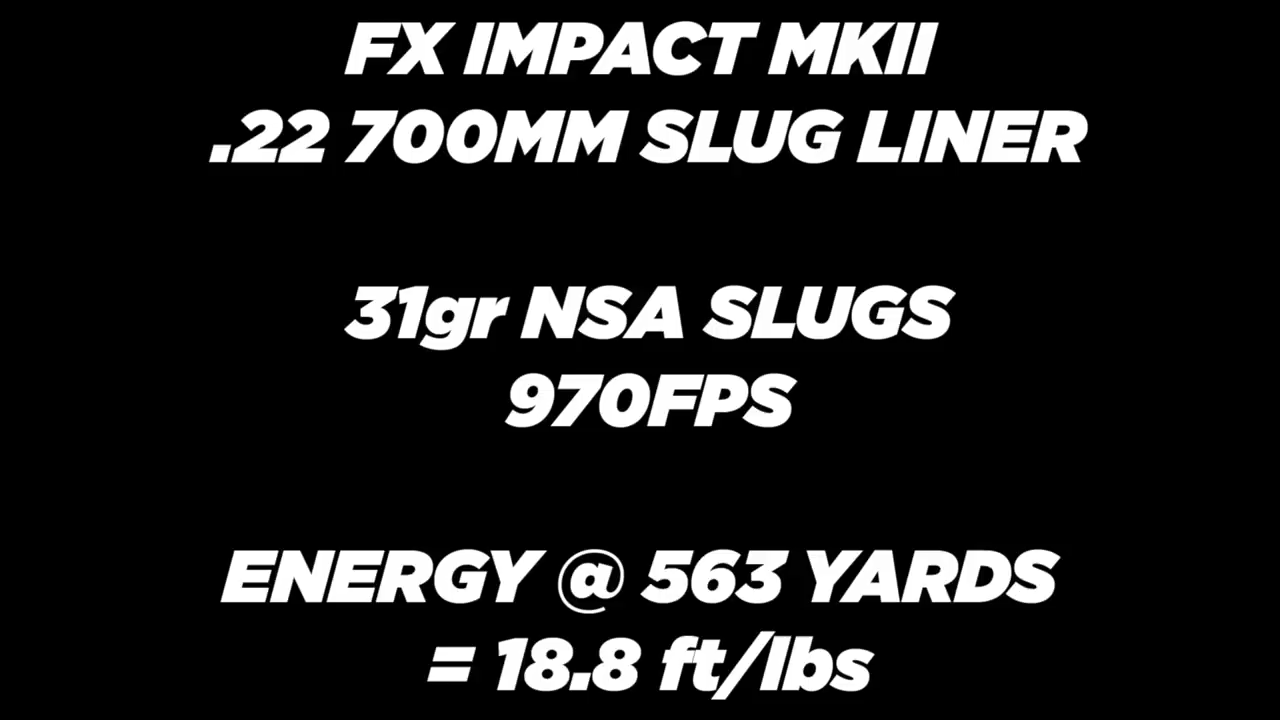 FX IMPACT MKII
.22 700MM SLUG LINER
31gr NSA SLUGS
970FPS
ENERGY @ 563 YARDS
= 18.8 ft/lbs